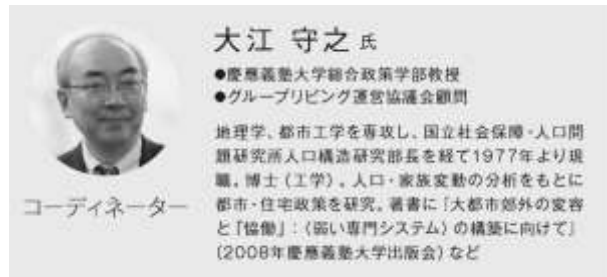 大江 守之 氏
●慶應義塾大学総合政策学部教授
●グループリビング運営協議会顧問
地理学、都市工学を専攻し、国立社会保障・人口問
題研究所人口構造研究部長を経て1977年より現
職。博士（工学）。人口・家族変動の分析をもとに
都市・住宅政策を研究。著書に「大都市郊外の変容
と「協働」：〈弱い専門システム〉の構築に向けて」
（2008年慶應義塾大学出版会）など
コーディネーター